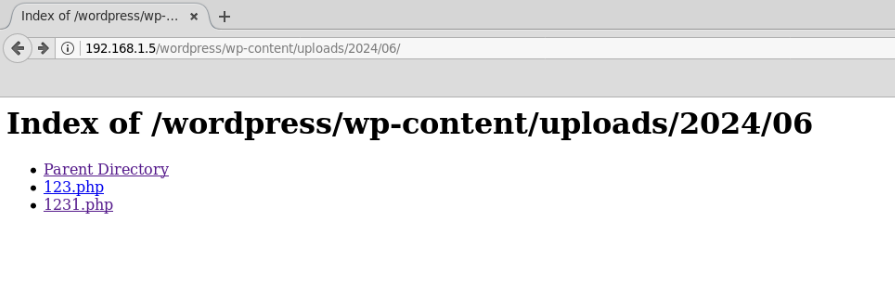 Index of /wordpress/wp-...
192.168.1.5/wordpress/wp-content/uploads/2024/06/
Index of /wordpress/wp-content/uploads/2024/06
Parent Directory
123.php
1231.php